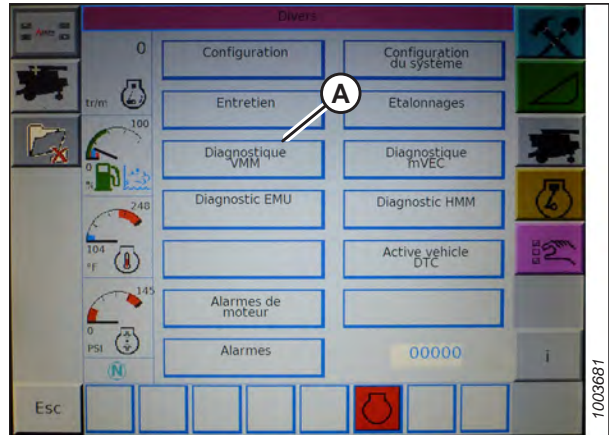 Divers
Configuration
Configuration
du système
Entretien
Etalonnages
A
Diagnostique
VMM
Diagnostique
mVEC
Diagnostic EMU
Diagnostic HMM
Active vehicle
DTC
Alarmes de
moteur
Alarmes
00000
0
tr/m
100
0
%
248
104
°F
145
0
PSI
N
i
Esc
1003681